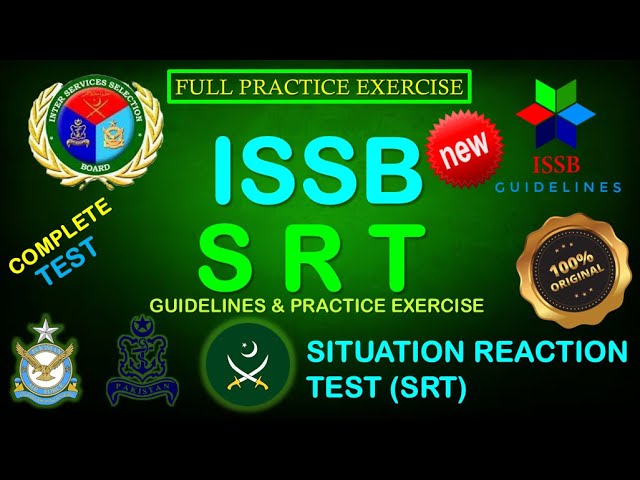 FULL PRACTICE EXERCISE
INTER SERVICES SELECTION
BOARD
ISSB
new
ISSB
GUIDELINES
COMPLETE
TEST
S R T
100%
ORIGINAL
GUIDELINES & PRACTICE EXERCISE
PAKISTAN
SITUATION REACTION
TEST (SRT)